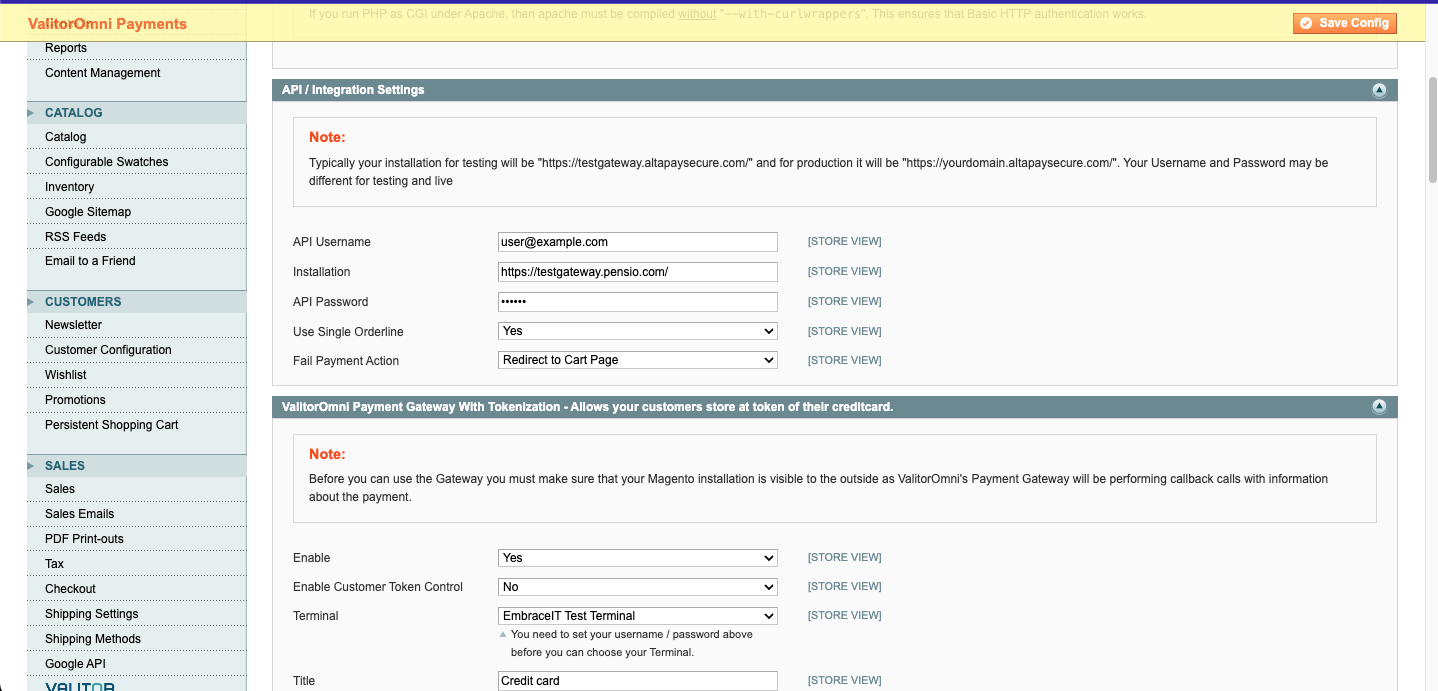 ValitorOmni Payments
If you run PHP as CGI under Apache, then apache must be compiled without "--with-curlwrappers". This ensures that Basic HTTP authentication works.
Save Config
Reports
Content Management
CATALOG
Catalog
Configurable Swatches
Inventory
Google Sitemap
RSS Feeds
Email to a Friend
CUSTOMERS
Newsletter
Customer Configuration
Wishlist
Promotions
Persistent Shopping Cart
SALES
Sales
Sales Emails
PDF Print-outs
Tax
Checkout
Shipping Settings
Shipping Methods
Google API
VALITOR
API / Integration Settings
Note:
Typically your installation for testing will be "https://testgateway.altapaysecure.com/" and for production it will be "https://yourdomain.altapaysecure.com/". Your Username and Password may be
different for testing and live
API Username user@example.com [STORE VIEW]
Installation https://testgateway.pensio.com/ [STORE VIEW]
API Password •••••• [STORE VIEW]
Use Single Orderline Yes [STORE VIEW]
Fail Payment Action Redirect to Cart Page [STORE VIEW]
ValitorOmni Payment Gateway With Tokenization - Allows your customers store at token of their creditcard.
Note:
Before you can use the Gateway you must make sure that your Magento installation is visible to the outside as ValitorOmni's Payment Gateway will be performing callback calls with information
about the payment.
Enable Yes [STORE VIEW]
Enable Customer Token Control No [STORE VIEW]
Terminal EmbraceIT Test Terminal [STORE VIEW]
You need to set your username / password above
before you can choose your Terminal.
Title Credit card [STORE VIEW]